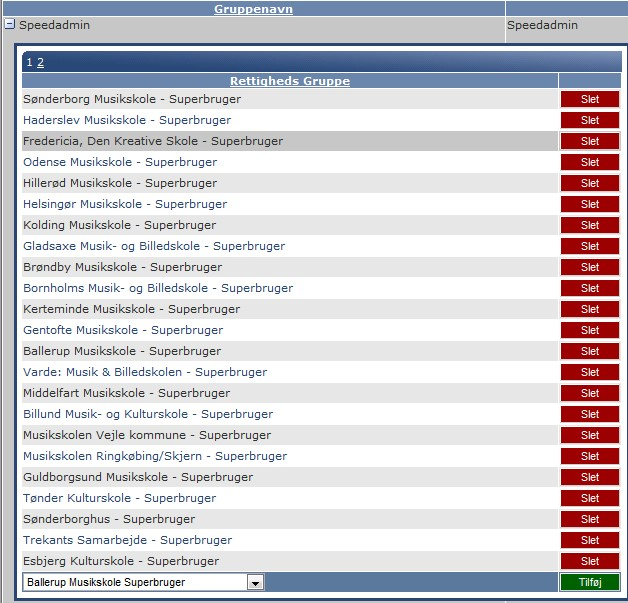 Gruppenavn
Speedadmin Speedadmin
1 2
Rettigheds Gruppe
Sønderborg Musikskole - Superbruger Slet
Haderslev Musikskole - Superbruger Slet
Fredericia, Den Kreative Skole - Superbruger Slet
Odense Musikskole - Superbruger Slet
Hillerød Musikskole - Superbruger Slet
Helsingør Musikskole - Superbruger Slet
Kolding Musikskole - Superbruger Slet
Gladsaxe Musik- og Billedskole - Superbruger Slet
Brøndby Musikskole - Superbruger Slet
Bornholms Musik- og Billedskole - Superbruger Slet
Kerteminde Musikskole - Superbruger Slet
Gentofte Musikskole - Superbruger Slet
Ballerup Musikskole - Superbruger Slet
Varde: Musik & Billedskolen - Superbruger Slet
Middelfart Musikskole - Superbruger Slet
Billund Musik- og Kulturskole - Superbruger Slet
Musikskolen Vejle kommune - Superbruger Slet
Musikskolen Ringkøbing/Skjern - Superbruger Slet
Guldborgsund Musikskole - Superbruger Slet
Tønder Kulturskole - Superbruger Slet
Sønderborghus - Superbruger Slet
Trekants Samarbejde - Superbruger Slet
Esbjerg Kulturskole - Superbruger Slet
Ballerup Musikskole Superbruger Tilføj